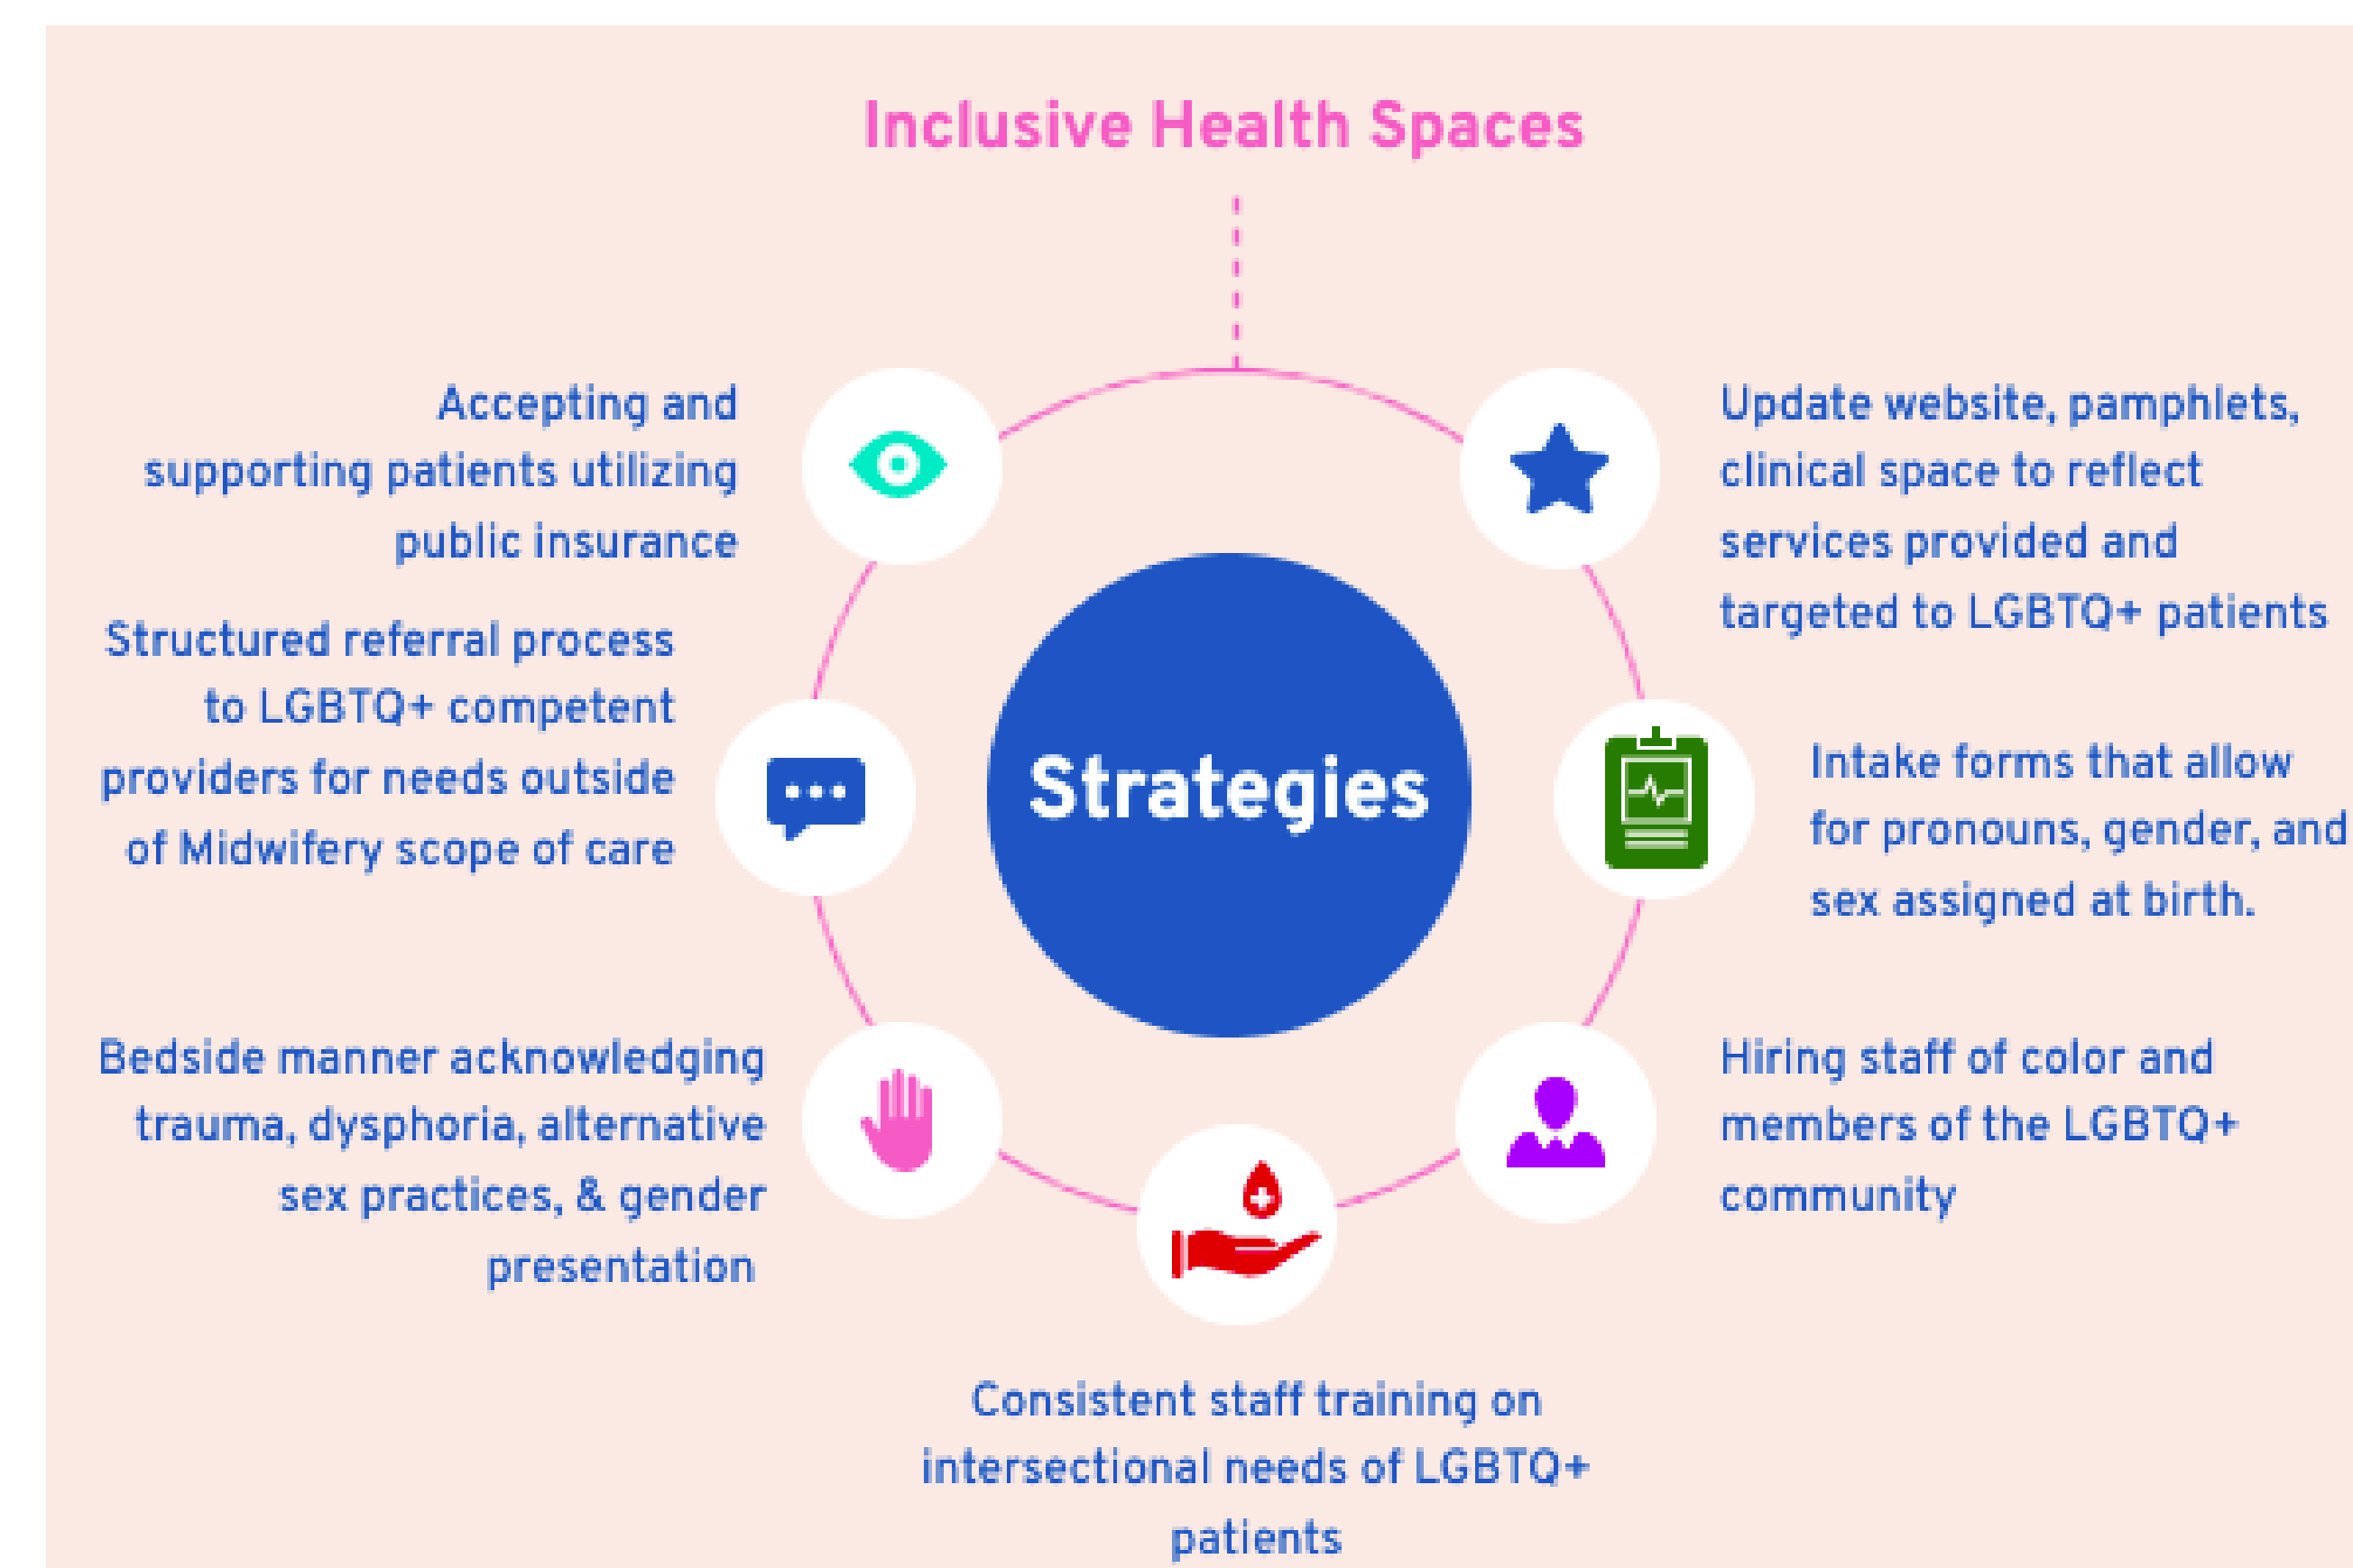 Inclusive Health Spaces
Accepting and
supporting patients utilizing
public insurance
Structured referral process
to LGBTQ+ competent
providers for needs outside
of Midwifery scope of care
Bedside manner acknowledging
trauma, dysphoria, alternative
sex practices, & gender
presentation
Strategies
Update website, pamphlets,
clinical space to reflect
services provided and
targeted to LGBTQ+ patients
Intake forms that allow
for pronouns, gender, and
sex assigned at birth.
Hiring staff of color and
members of the LGBTQ+
community
Consistent staff training on
intersectional needs of LGBTQ+
patients